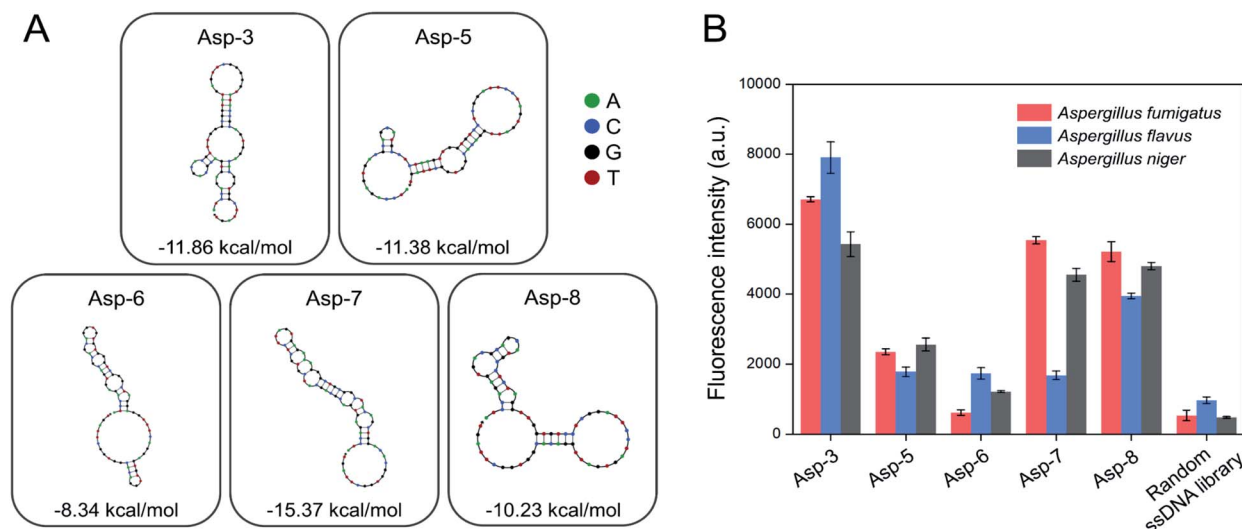 A
Asp-3
-11.86 kcal/mol
Asp-5
-11.38 kcal/mol
A
C
G
T
Asp-6
-8.34 kcal/mol
Asp-7
-15.37 kcal/mol
Asp-8
-10.23 kcal/mol
B
Fluorescence intensity (a.u.)
10000
8000
6000
4000
2000
0
Aspergillus fumigatus
Aspergillus flavus
Aspergillus niger
Asp-3
Asp-5
Asp-6
Asp-7
Asp-8
Random
ssDNA library